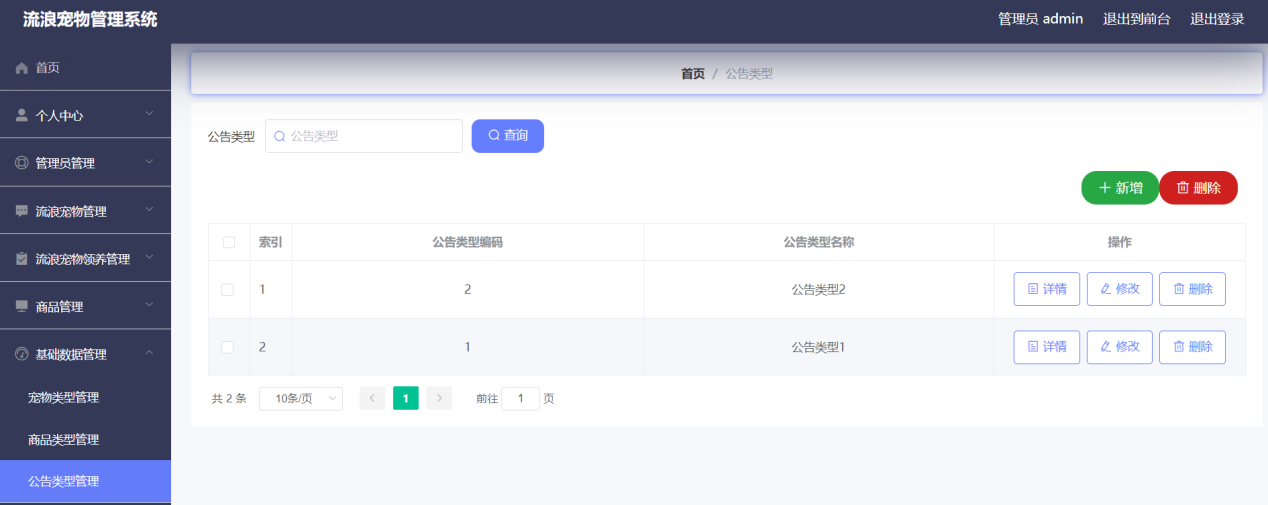 流浪宠物管理系统
管理员 admin 退出到前台 退出登录
首页
个人中心
管理员管理
流浪宠物管理
流浪宠物领养管理
商品管理
基础数据管理
宠物类型管理
商品类型管理
公告类型管理
首页 / 公告类型
公告类型 公告类型 查询
新增 删除
索引 公告类型编码 公告类型名称 操作
1 2 公告类型2 详情 修改 删除
2 1 公告类型1 详情 修改 删除
共 2 条 10条/页 1 前往 1 页